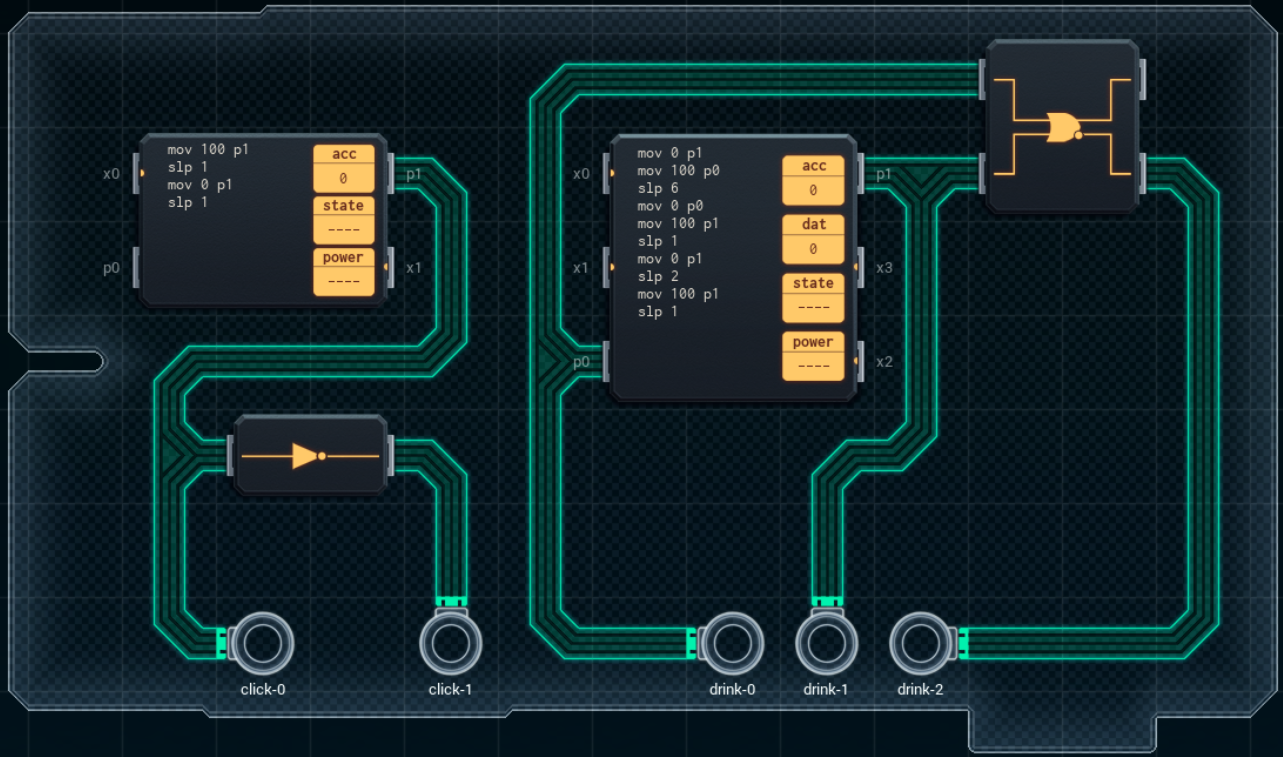 x0
p0
mov 100 p1
slp 1
mov 0 p1
slp 1
acc
0
state
----
power
----
p1
x1
x0
x1
p0
mov 0 p1
mov 100 p0
slp 6
mov 0 p0
mov 100 p1
slp 1
mov 0 p1
slp 2
mov 100 p1
slp 1
acc
0
dat
0
state
----
power
----
p1
x3
x2
click-0
click-1
drink-0
drink-1
drink-2